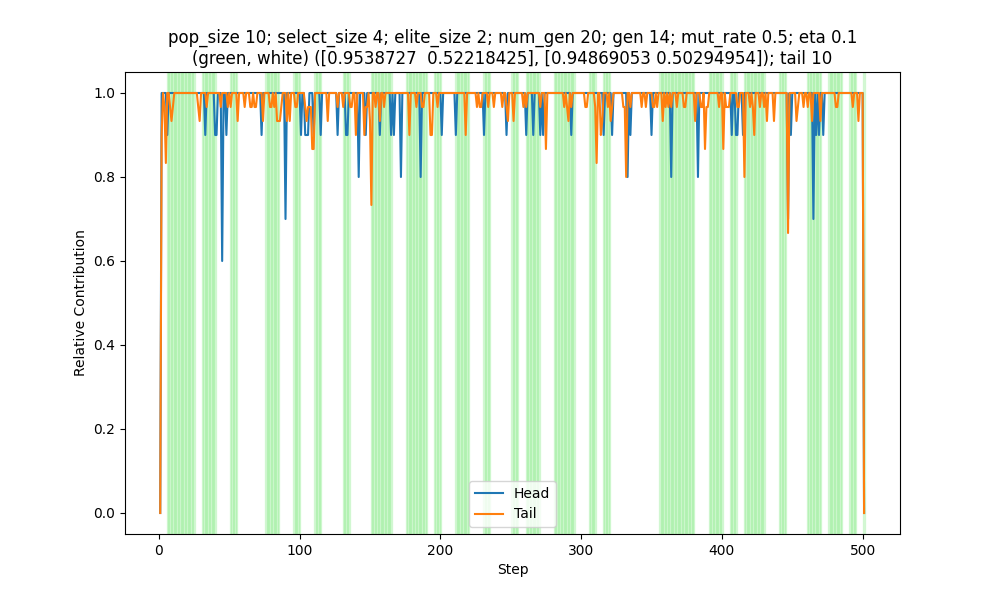 pop_size 10; select_size 4; elite_size 2; num_gen 20; gen 14; mut_rate 0.5; eta 0.1
(green, white) ([0.9538727  0.52218425], [0.94869053 0.50294954]); tail 10
Relative Contribution
1.0
0.8
0.6
0.4
0.2
0.0
Head
Tail
0
100
200
300
400
500
Step